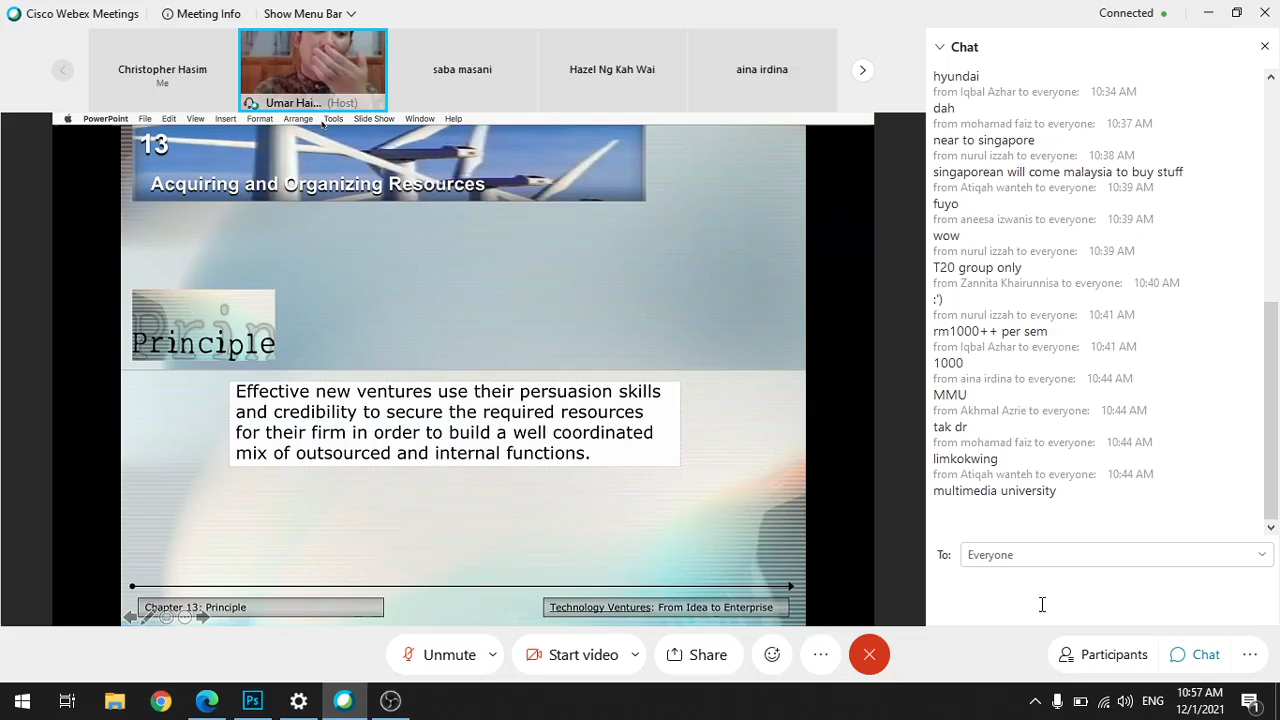 Cisco Webex Meetings
Meeting Info
Show Menu Bar
Connected
Christopher Hasim
Me
Umar Hai... (Host)
saba masani
Hazel Ng Kah Wai
aina irdina
PowerPoint File Edit View Insert Format Arrange Tools Slide Show Window Help
13
Acquiring and Organizing Resources
Prin
Principle
Effective new ventures use their persuasion skills
and credibility to secure the required resources
for their firm in order to build a well coordinated
mix of outsourced and internal functions.
Chapter 13: Principle
Technology Ventures: From Idea to Enterprise
Chat
hyundai
from Iqbal Azhar to everyone: 10:34 AM
dah
from mohamad faiz to everyone: 10:37 AM
near to singapore
from nurul izzah to everyone: 10:38 AM
singaporean will come malaysia to buy stuff
from Atiqah wanteh to everyone: 10:39 AM
fuyo
from aneesa izwanis to everyone: 10:39 AM
wow
from nurul izzah to everyone: 10:39 AM
T20 group only
from Zannita Khairunnisa to everyone: 10:40 AM
:')
from nurul izzah to everyone: 10:41 AM
rm1000++ per sem
from Iqbal Azhar to everyone: 10:41 AM
1000
from aina irdina to everyone: 10:44 AM
MMU
from Akhmal Azrie to everyone: 10:44 AM
tak dr
from mohamad faiz to everyone: 10:44 AM
limkokwing
from Atiqah wanteh to everyone: 10:44 AM
multimedia university
To: Everyone
Unmute
Start video
Share
Participants
Chat
Ps
ENG
10:57 AM
12/1/2021
1